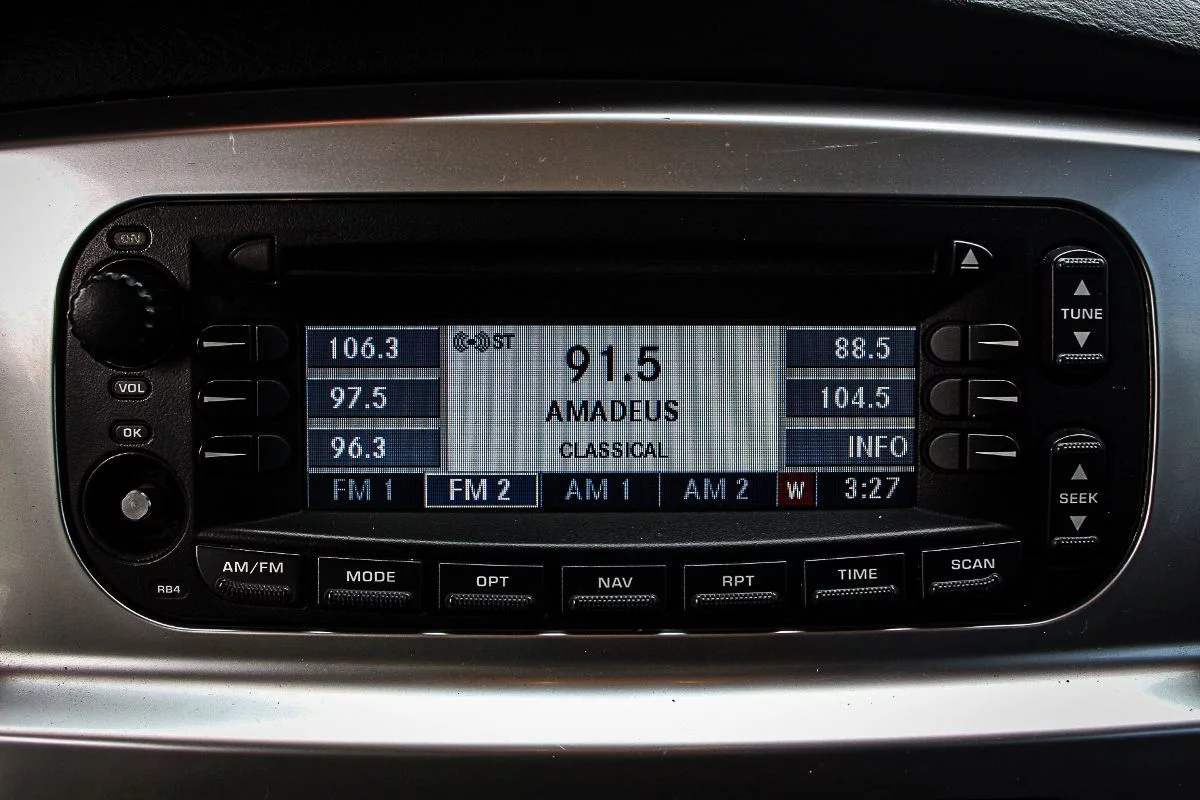 ON
VOL
OK
RB4
106.3
97.5
96.3
ST
91.5
AMADEUS
CLASSICAL
88.5
104.5
INFO
FM 1 FM 2 AM 1 AM 2 W 3:27
TUNE
SEEK
AM/FM MODE OPT NAV RPT TIME SCAN